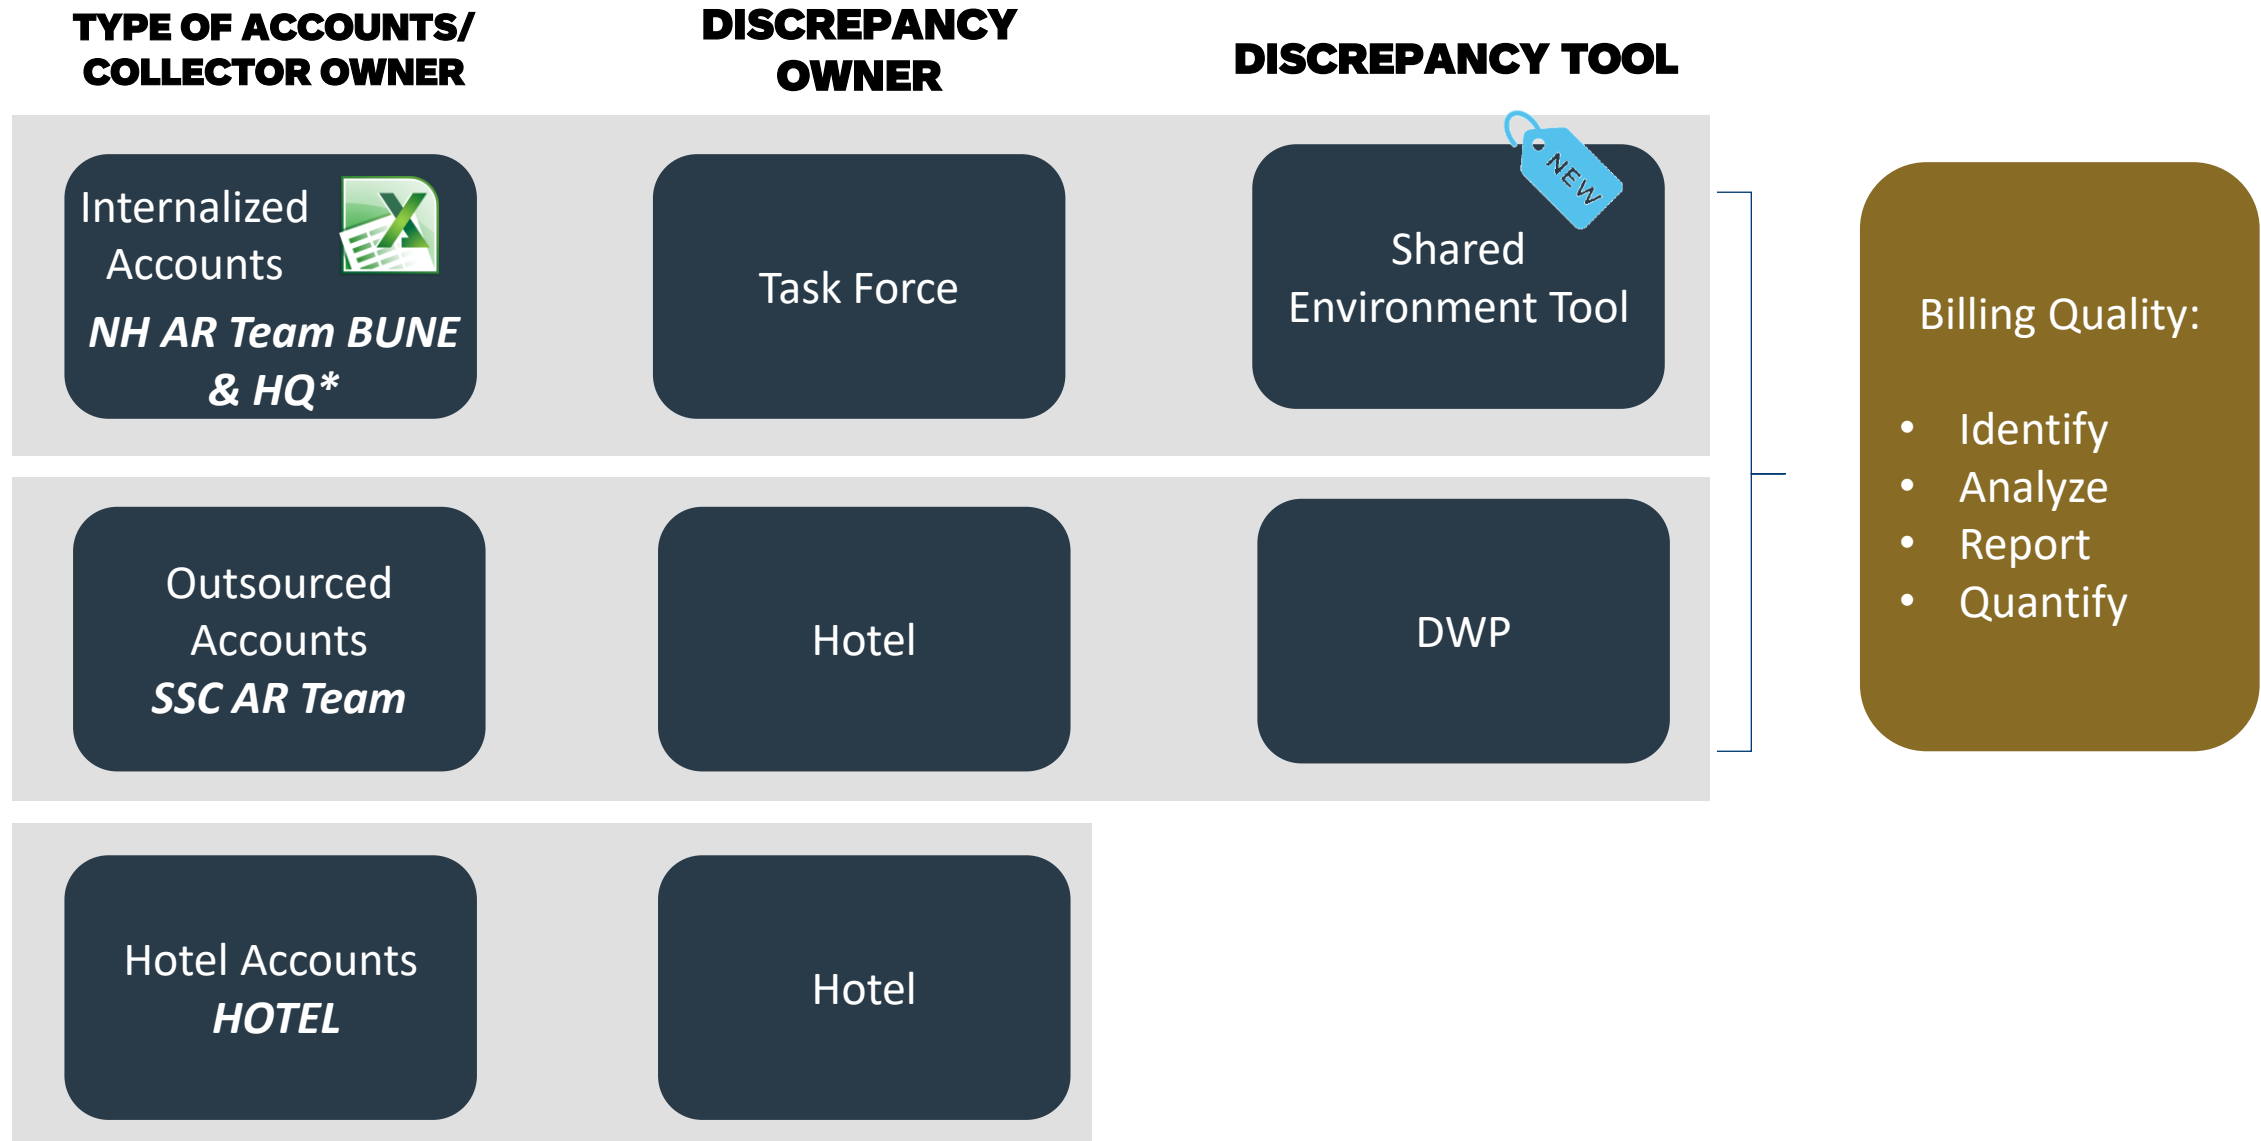 TYPE OF ACCOUNTS/
COLLECTOR OWNER
DISCREPANCY
OWNER
DISCREPANCY TOOL
Internalized
Accounts
NH AR Team BUNE
& HQ*
Task Force
NEW
Shared
Environment Tool
Outsourced
Accounts
SSC AR Team
Hotel
DWP
Hotel Accounts
HOTEL
Hotel
Billing Quality:
• Identify
• Analyze
• Report
• Quantify